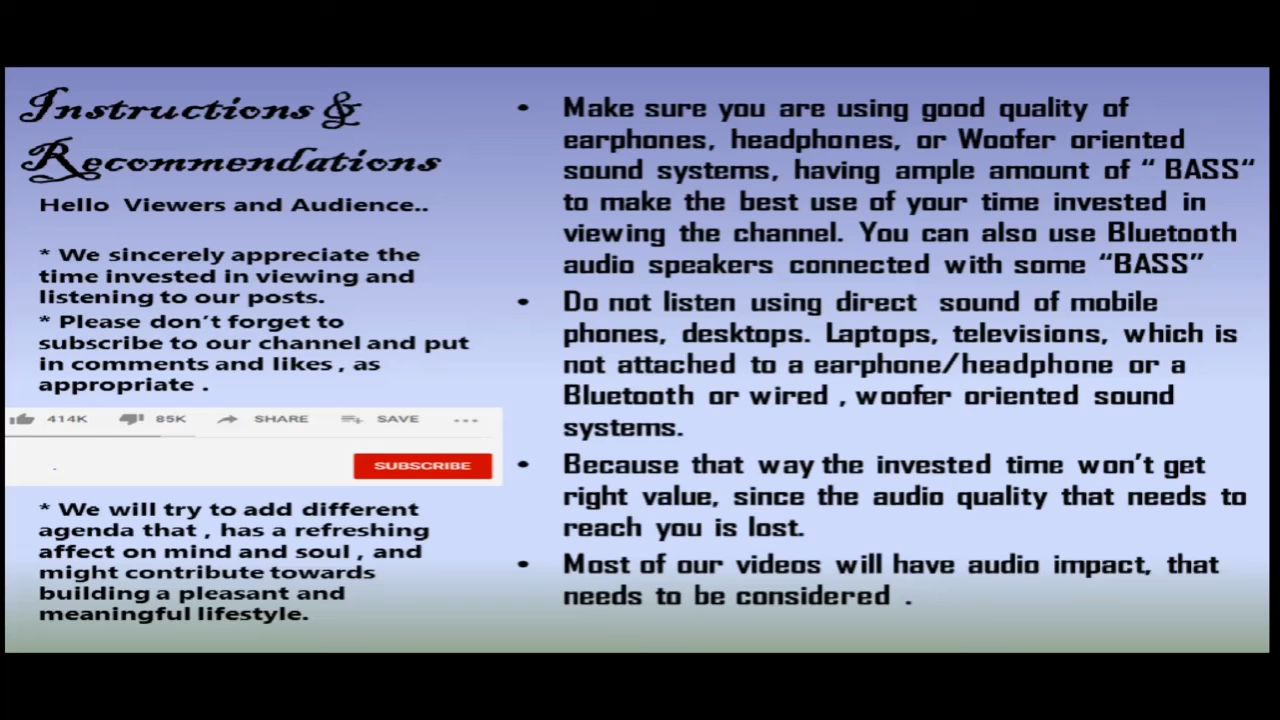 Instructions &
Recommendations
Hello Viewers and Audience..
* We sincerely appreciate the
time invested in viewing and
listening to our posts.
* Please don't forget to
subscribe to our channel and put
in comments and likes , as
appropriate .
414K 85K SHARE SAVE ...
SUBSCRIBE
* We will try to add different
agenda that , has a refreshing
affect on mind and soul , and
might contribute towards
building a pleasant and
meaningful lifestyle.
• Make sure you are using good quality of
earphones, headphones, or Woofer oriented
sound systems, having ample amount of “ BASS“
to make the best use of your time invested in
viewing the channel. You can also use Bluetooth
audio speakers connected with some “BASS”
• Do not listen using direct sound of mobile
phones, desktops. Laptops, televisions, which is
not attached to a earphone/headphone or a
Bluetooth or wired , woofer oriented sound
systems.
• Because that way the invested time won't get
right value, since the audio quality that needs to
reach you is lost.
• Most of our videos will have audio impact, that
needs to be considered .